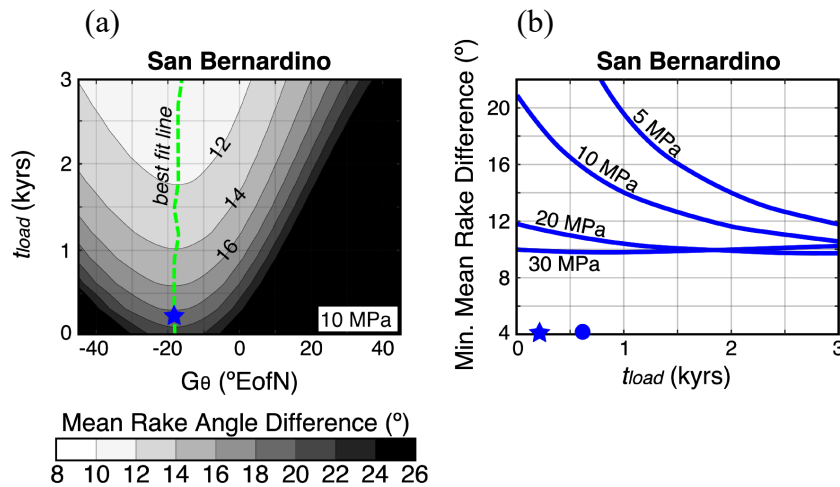 (a)
San Bernardino
3
2
1
0
tload (kyrs)
best fit line
12
14
16
10 MPa
-40
-20
0
20
40
Gθ (ºEofN)
Mean Rake Angle Difference (º)
8 10 12 14 16 18 20 22 24 26
(b)
San Bernardino
Min. Mean Rake Difference (º)
20
16
12
8
4
5 MPa
10 MPa
20 MPa
30 MPa
0 1 2 3
tload (kyrs)